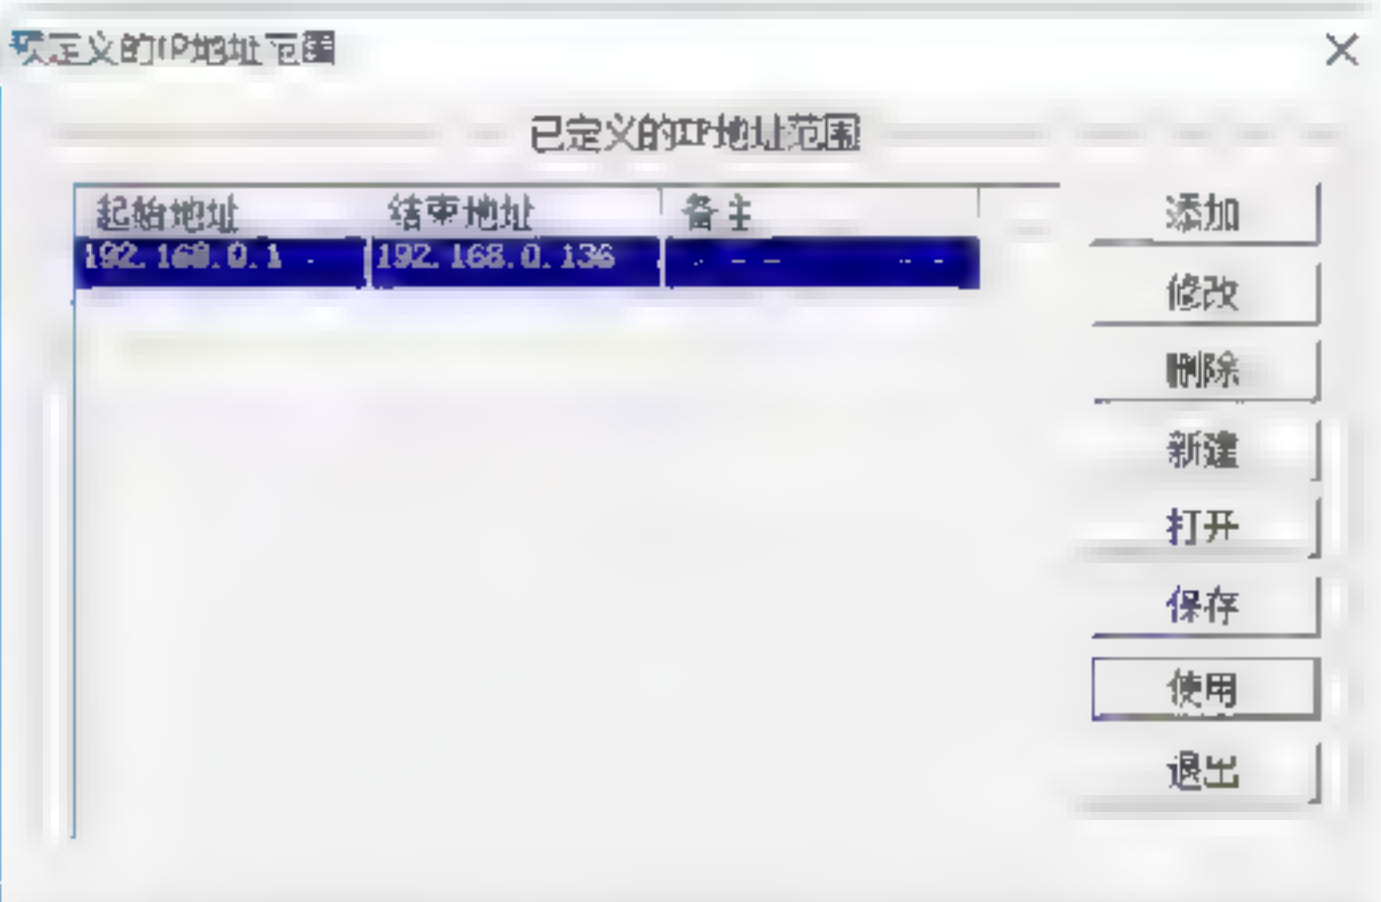 预定义的IP地址范围
已定义的IP地址范围
起始地址 结束地址 备注
192.168.0.1 192.168.0.136
添加
修改
删除
新建
打开
保存
使用
退出